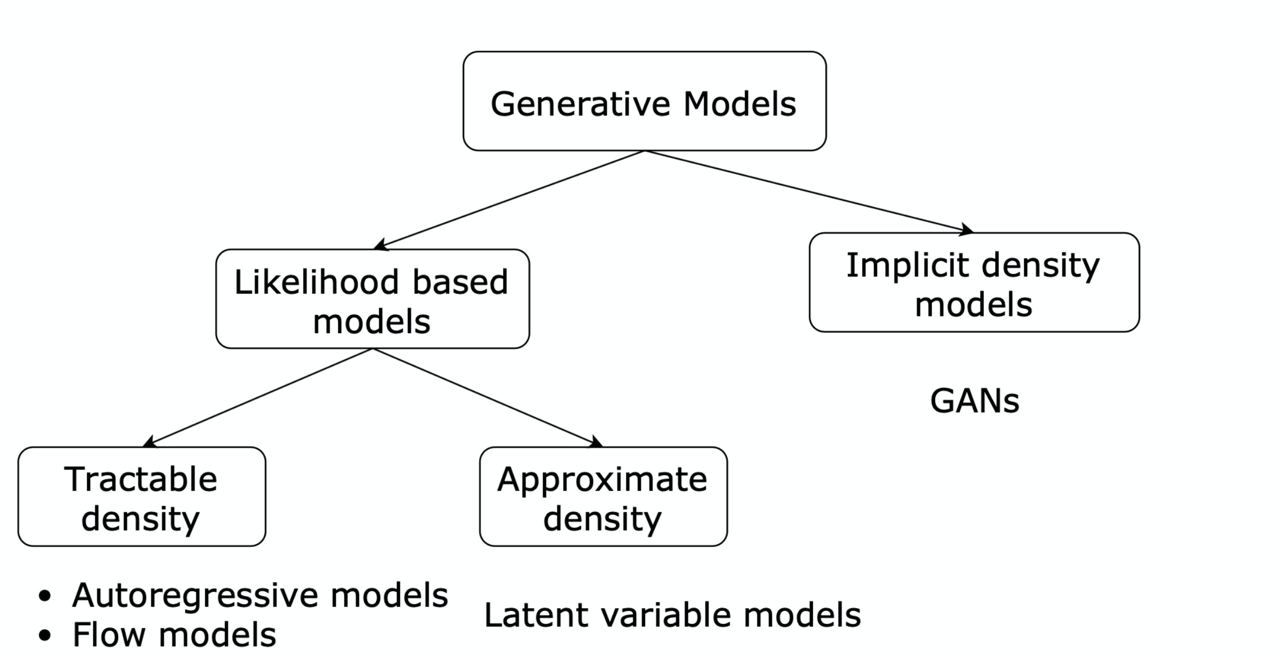 Generative Models
Likelihood based
models
Implicit density
models
GANs
Tractable
density
Approximate
density
• Autoregressive models
• Flow models
Latent variable models